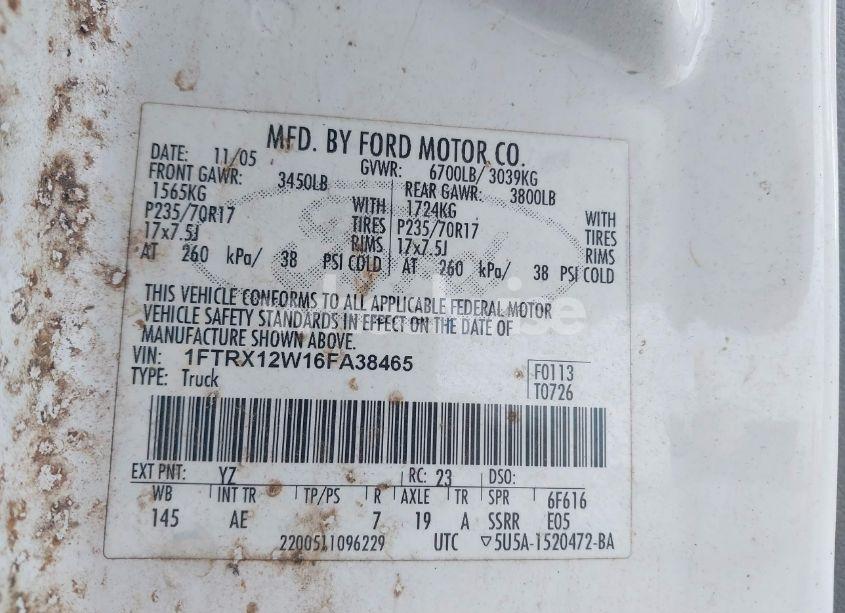 MFD. BY FORD MOTOR CO.
DATE: 11/05 GVWR: 6700LB/ 3039KG
FRONT GAWR: 3450LB REAR GAWR: 3800LB
1565KG WITH 1724KG WITH
P235/70R17 TIRES P235/70R17 TIRES
17x7.5J RIMS 17x7.5J RIMS
AT 260 kPa/ 38 PSI COLD AT 260 kPa/ 38 PSI COLD
THIS VEHICLE CONFORMS TO ALL APPLICABLE FEDERAL MOTOR
VEHICLE SAFETY STANDARDS IN EFFECT ON THE DATE OF
MANUFACTURE SHOWN ABOVE.
VIN: 1FTRX12W16FA38465
TYPE: Truck
F0113
T0726
EXT PNT: YZ RC: 23 DSO:
WB INT TR TP/PS R AXLE TR SPR 6F616
145 AE 7 19 A SSRR E05
2200511096229 UTC ▽5U5A-1520472-BA